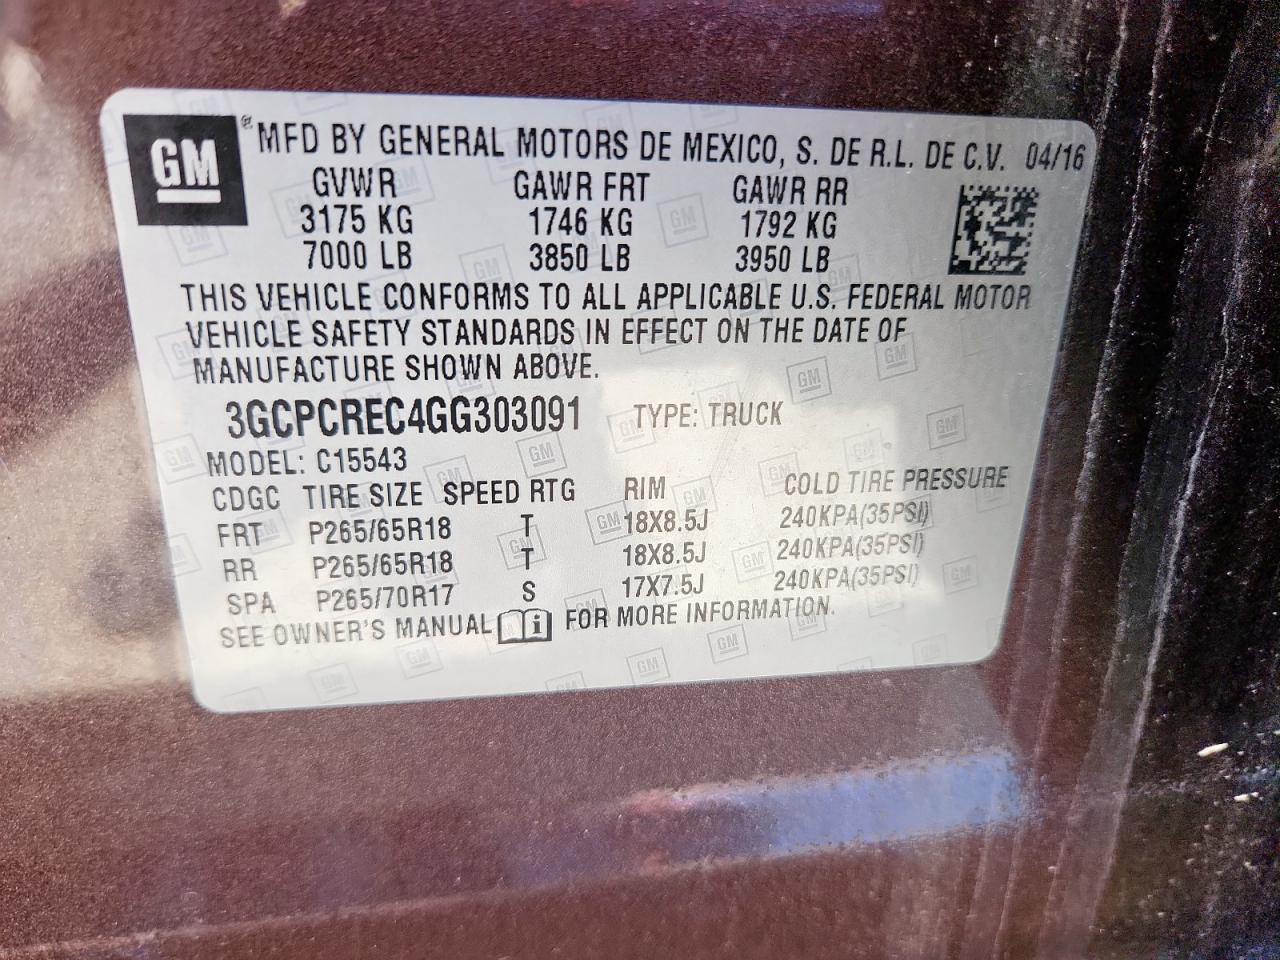 GM ® MFD BY GENERAL MOTORS DE MEXICO, S. DE R.L. DE C.V. 04/16
GVWR GAWR FRT GAWR RR
3175 KG 1746 KG 1792 KG
7000 LB 3850 LB 3950 LB
THIS VEHICLE CONFORMS TO ALL APPLICABLE U.S. FEDERAL MOTOR
VEHICLE SAFETY STANDARDS IN EFFECT ON THE DATE OF
MANUFACTURE SHOWN ABOVE.
3GCPCREC4GG303091 TYPE: TRUCK
MODEL: C15543
CDGC TIRE SIZE SPEED RTG RIM COLD TIRE PRESSURE
FRT P265/65R18 T 18X8.5J 240KPA(35PSI)
RR P265/65R18 T 18X8.5J 240KPA(35PSI)
SPA P265/70R17 S 17X7.5J 240KPA(35PSI)
SEE OWNER'S MANUAL i FOR MORE INFORMATION.